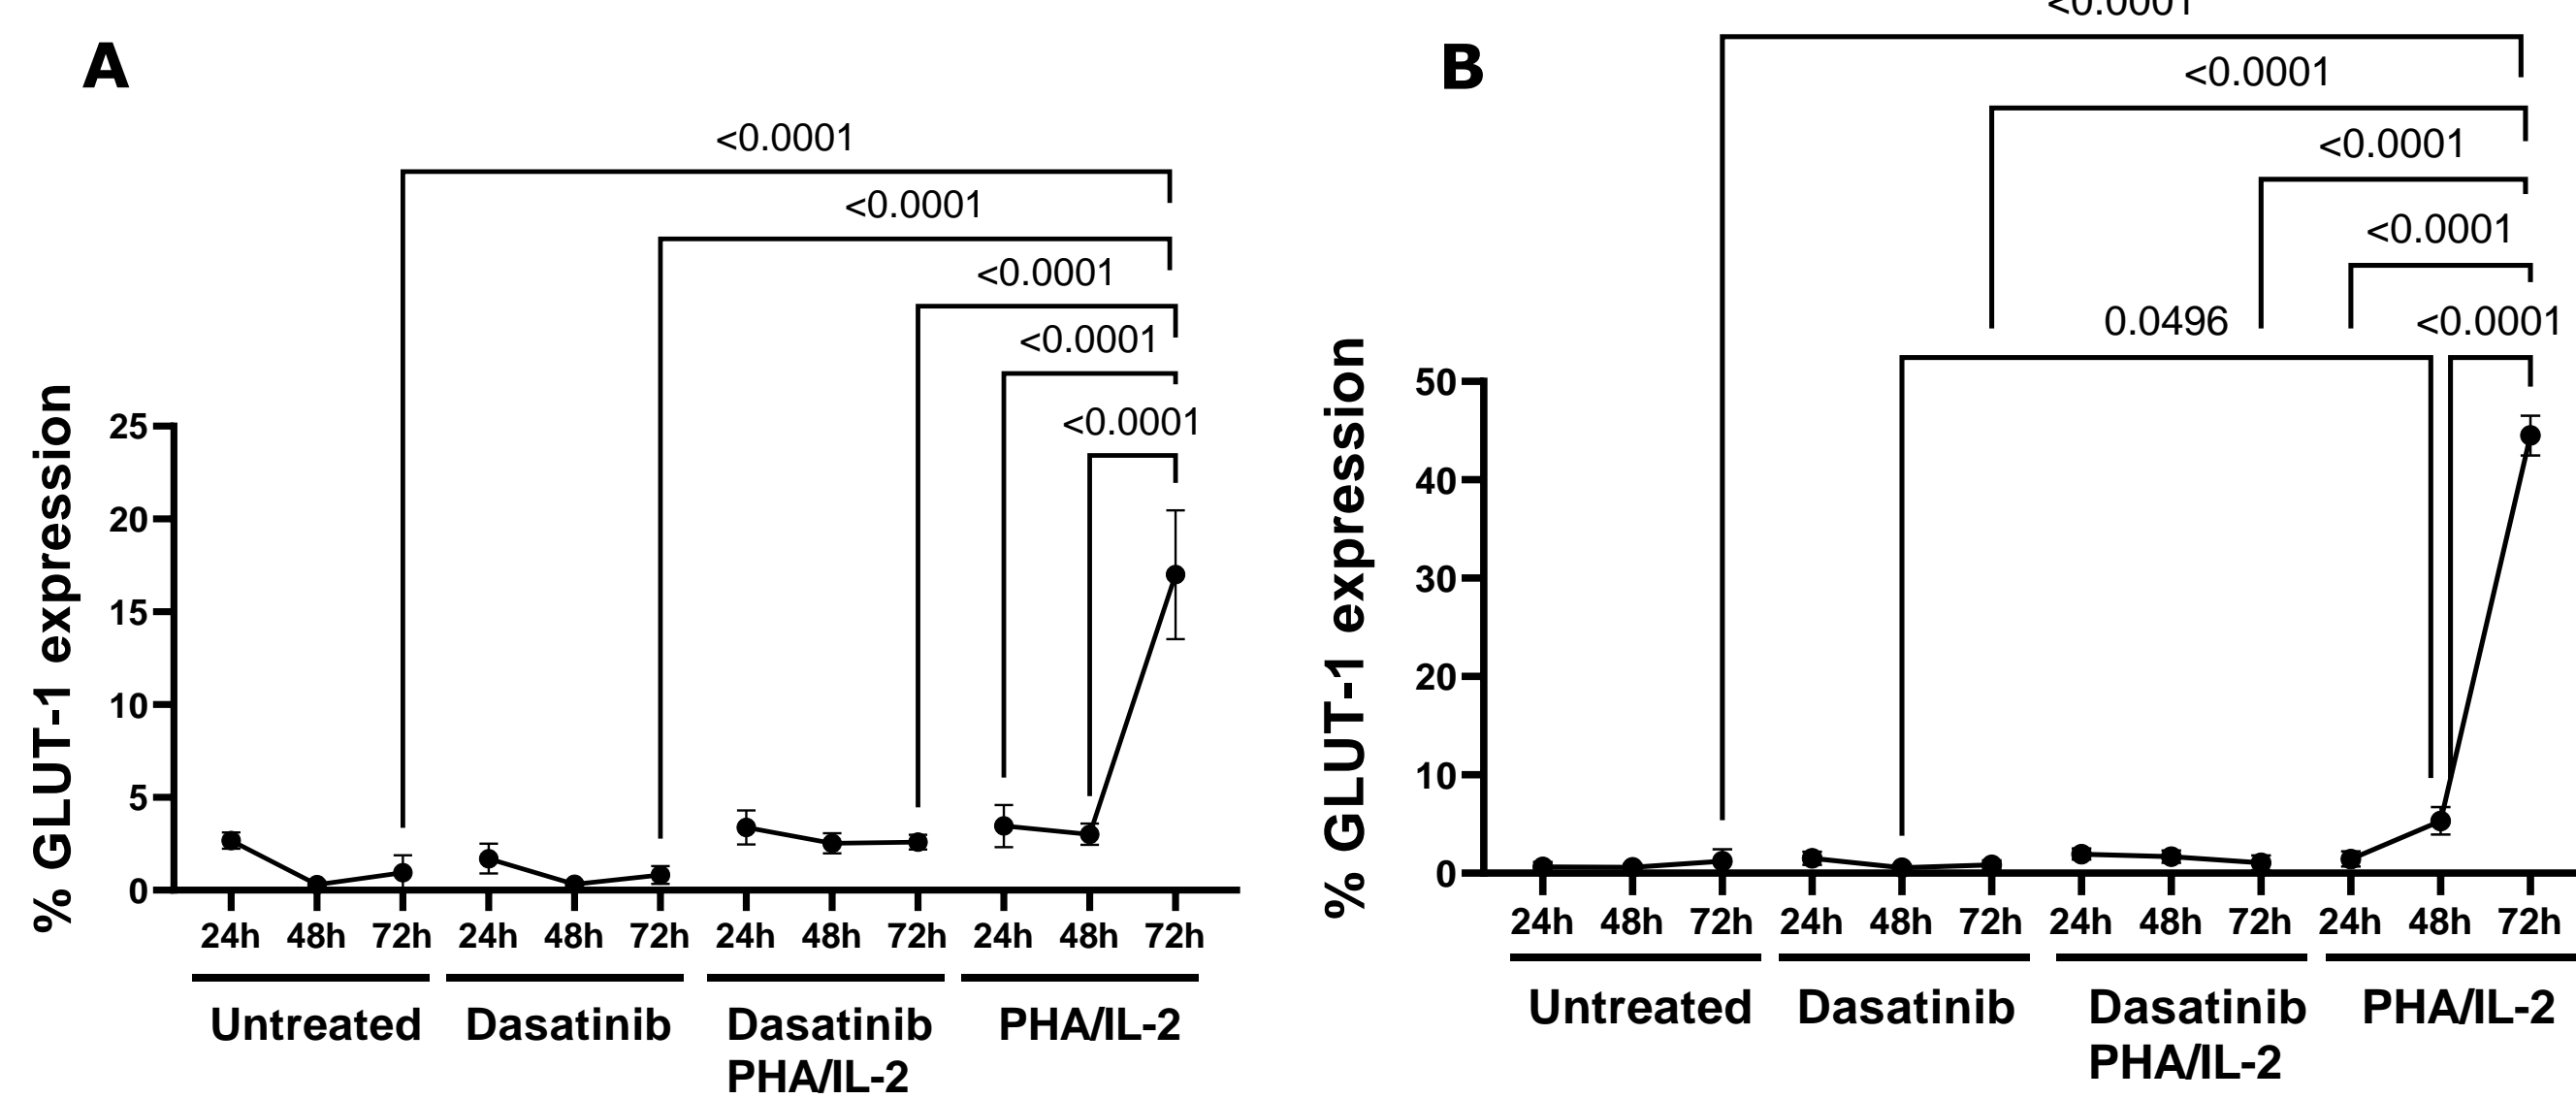 A
<0.0001
<0.0001
<0.0001
<0.0001
<0.0001
% GLUT-1 expression
25
20
15
10
5
0
24h 48h 72h 24h 48h 72h 24h 48h 72h 24h 48h 72h
Untreated Dasatinib Dasatinib PHA/IL-2
PHA/IL-2
B
<0.0001
<0.0001
<0.0001
<0.0001
0.0496 <0.0001
% GLUT-1 expression
50
40
30
20
10
0
24h 48h 72h 24h 48h 72h 24h 48h 72h 24h 48h 72h
Untreated Dasatinib Dasatinib PHA/IL-2
PHA/IL-2